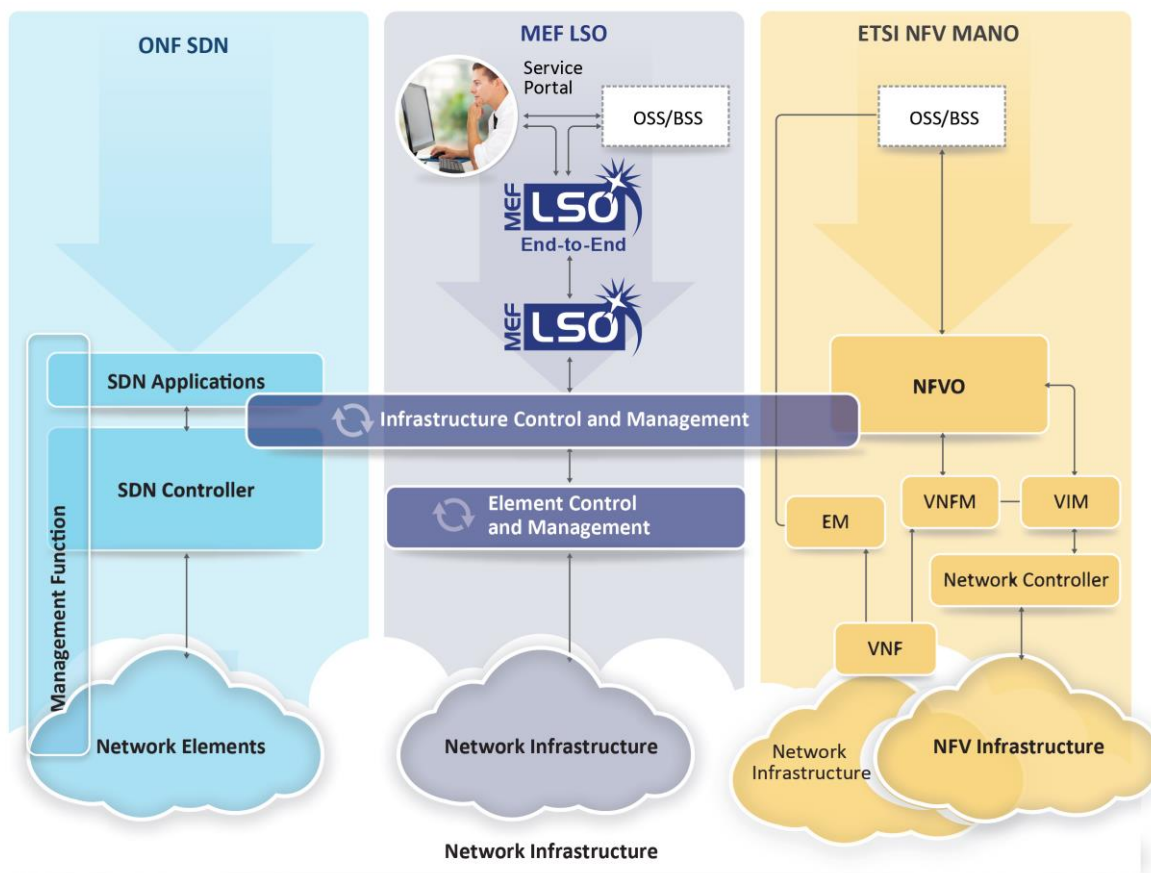 ONF SDN
MEF LSO
ETSI NFV MANO
Service
Portal
OSS/BSS
OSS/BSS
MEF
LSO
End-to-End
MEF
LSO
SDN Applications
NFVO
Infrastructure Control and Management
SDN Controller
Element Control
and Management
EM
VNFM
VIM
Network Controller
Management Function
VNF
Network Elements
Network Infrastructure
Network
Infrastructure
NFV Infrastructure
Network Infrastructure